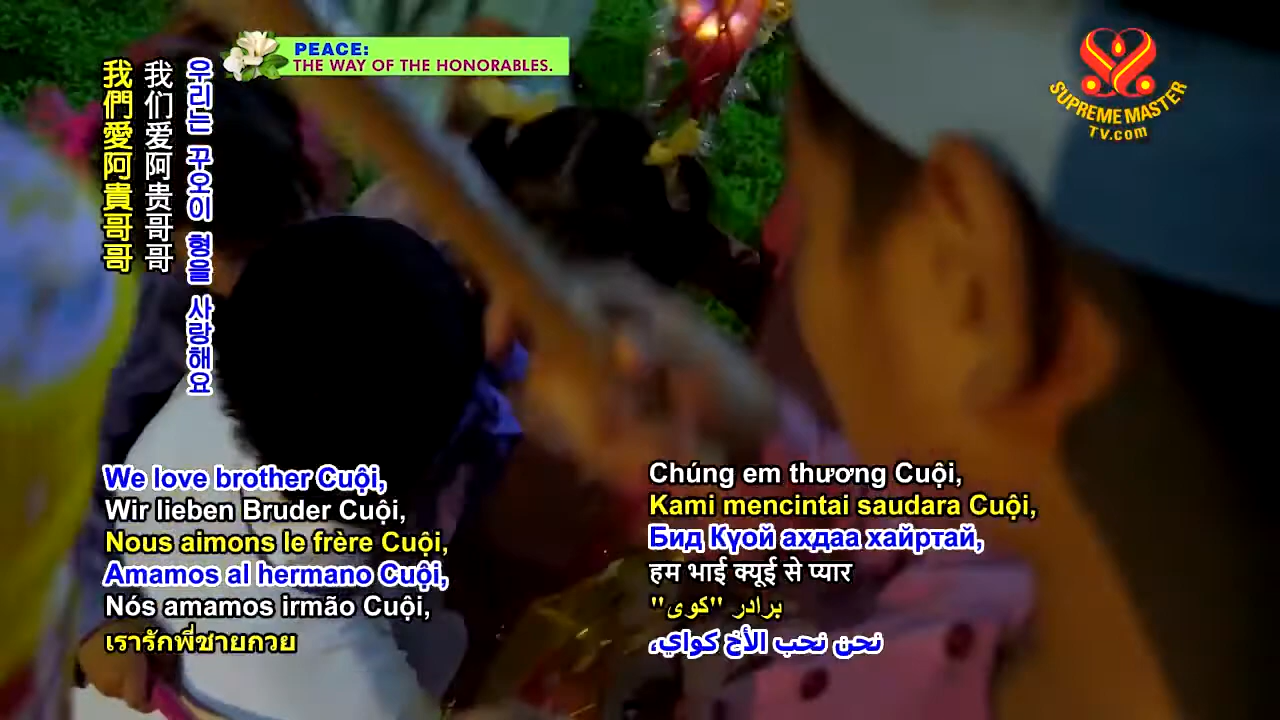 PEACE:
THE WAY OF THE HONORABLES.
SUPREME MASTER
TV.com
我們愛阿貴哥哥
我们爱阿贵哥哥
우리는 꾸오이 형을 사랑해요
We love brother Cuội,
Wir lieben Bruder Cuội,
Nous aimons le frère Cuội,
Amamos al hermano Cuội,
Nós amamos irmão Cuội,
เรารักพี่ชายกวย
Chúng em thương Cuội,
Kami mencintai saudara Cuội,
Бид Күой ахдаа хайртай,
हम भाई क्यूई से प्यार
برادر "کوی"
نحن نحب الأخ كواي،